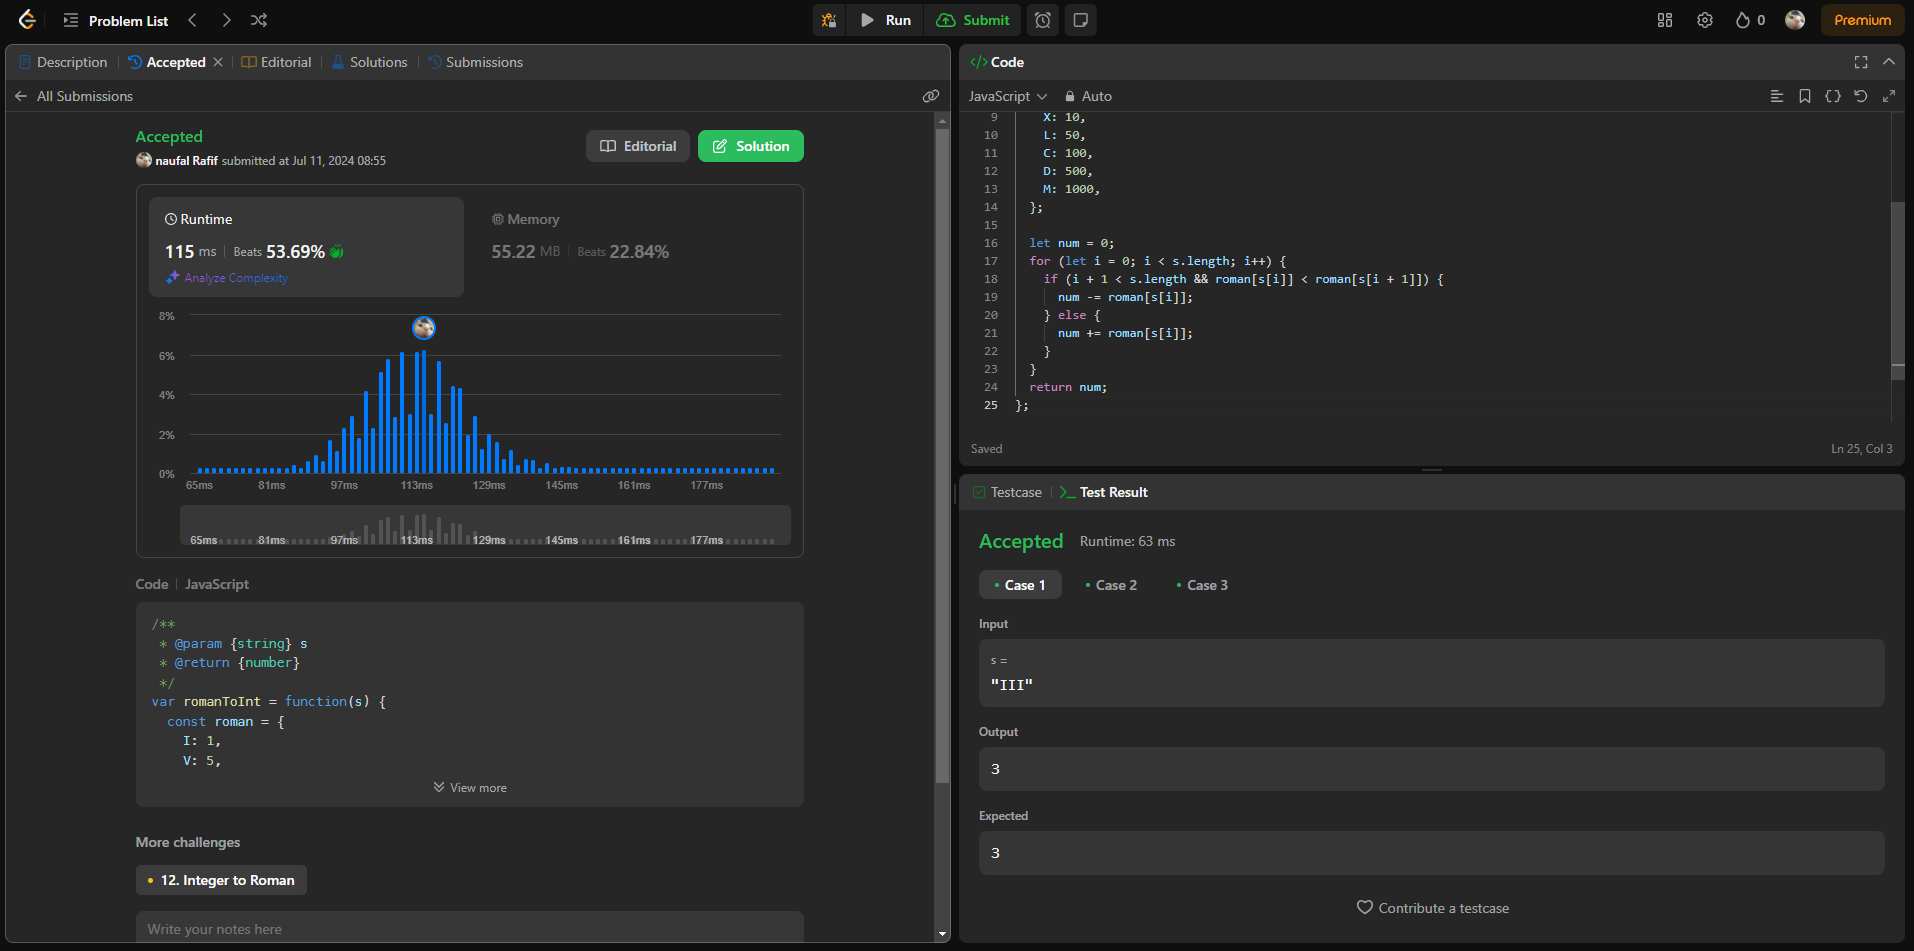 Problem List
Run
Submit
0
Premium
Description
Accepted
Editorial
Solutions
Submissions
All Submissions
Accepted
naufal Rafif submitted at Jul 11, 2024 08:55
Editorial
Solution
Runtime
115 ms
Beats 53.69%
Analyze Complexity
Memory
55.22 MB
Beats 22.84%
8%
6%
4%
2%
0%
65ms 81ms 97ms 113ms 129ms 145ms 161ms 177ms
65ms 81ms 97ms 113ms 129ms 145ms 161ms 177ms
Code | JavaScript
/**
 * @param {string} s
 * @return {number}
 */
var romanToInt = function(s) {
  const roman = {
    I: 1,
    V: 5,
View more
More challenges
12. Integer to Roman
Write your notes here
</> Code
JavaScript
Auto
9 X: 10,
10 L: 50,
11 C: 100,
12 D: 500,
13 M: 1000,
14 };
15
16 let num = 0;
17 for (let i = 0; i < s.length; i++) {
18 if (i + 1 < s.length && roman[s[i]] < roman[s[i + 1]]) {
19 num -= roman[s[i]];
20 } else {
21 num += roman[s[i]];
22 }
23 }
24 return num;
25 };
Saved
Ln 25, Col 3
Testcase
>_ Test Result
Accepted
Runtime: 63 ms
Case 1
Case 2
Case 3
Input
s =
"III"
Output
3
Expected
3
Contribute a testcase